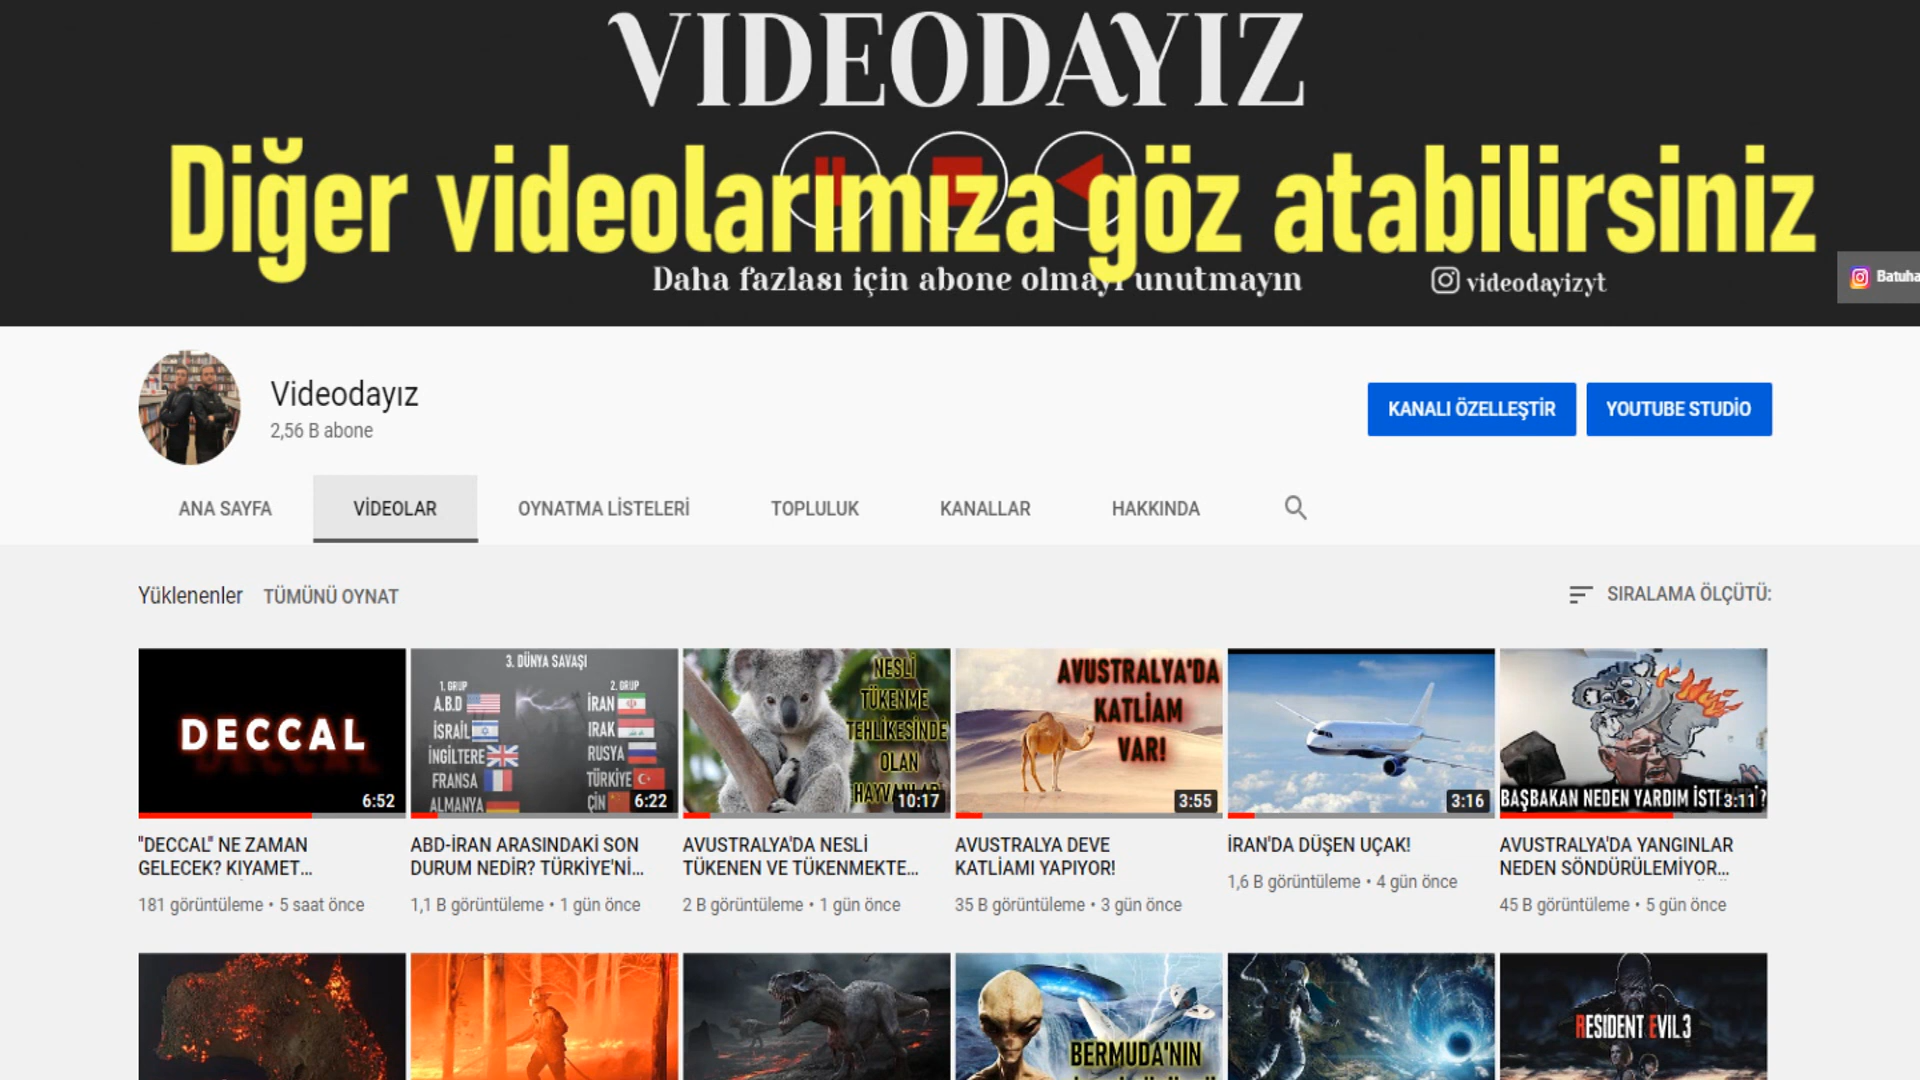 VIDEODAYIZ
Diğer videolarımıza göz atabilirsiniz
Daha fazlası için abone olmayı unutmayın
videodayizyt
Batuha
Videodayız
2,56 B abone
KANALI ÖZELLEŞTİR
YOUTUBE STUDİO
ANA SAYFA
VİDEOLAR
OYNATMA LİSTELERİ
TOPLULUK
KANALLAR
HAKKINDA
Yüklenenler
TÜMÜNÜ OYNAT
SIRALAMA ÖLÇÜTÜ:
DECCAL
6:52
3. DÜNYA SAVAŞI
1. GRUP
2. GRUP
A.B.D
İRAN
İSRAİL
IRAK
İNGİLTERE
RUSYA
FRANSA
TÜRKİYE
ALMANYA
ÇİN
6:22
NESLİ
TÜKENME
TEHLİKESİNDE
OLAN
10:17
AVUSTRALYA'DA
KATLİAM
VAR!
3:55
3:16
BAŞBAKAN NEDEN YARDIM
3:11
"DECCAL" NE ZAMAN
GELECEK? KIYAMET...
181 görüntüleme • 5 saat önce
ABD-İRAN ARASINDAKİ SON
DURUM NEDİR? TÜRKİYE'Nİ...
1,1 B görüntüleme • 1 gün önce
AVUSTRALYA'DA NESLİ
TÜKENEN VE TÜKENMEKTE...
2 B görüntüleme • 1 gün önce
AVUSTRALYA DEVE
KATLİAMI YAPIYOR!
35 B görüntüleme • 3 gün önce
İRAN'DA DÜŞEN UÇAK!
1,6 B görüntüleme • 4 gün önce
AVUSTRALYA'DA YANGINLAR
NEDEN SÖNDÜRÜLEMİYOR...
45 B görüntüleme • 5 gün önce
BERMUDA'NIN
RESIDENT EVIL 3